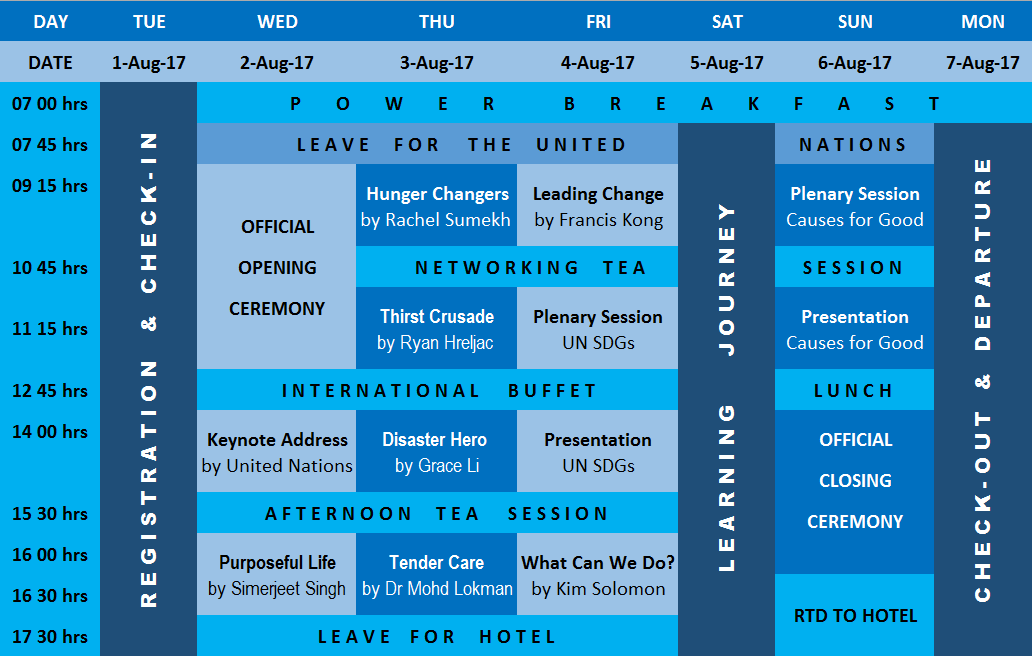 DAY TUE WED THU FRI SAT SUN MON
DATE 1-Aug-17 2-Aug-17 3-Aug-17 4-Aug-17 5-Aug-17 6-Aug-17 7-Aug-17
07 00 hrs POWER BREAKFAST
07 45 hrs LEAVE FOR THE UNITED NATIONS
REGISTRATION & CHECK-IN
LEARNING JOURNEY
CHECK-OUT & DEPARTURE
09 15 hrs
OFFICIAL
OPENING
CEREMONY
Hunger Changers
by Rachel Sumekh
Leading Change
by Francis Kong
Plenary Session
Causes for Good
10 45 hrs NETWORKING TEA SESSION
11 15 hrs
Thirst Crusade
by Ryan Hreljac
Plenary Session
UN SDGs
Presentation
Causes for Good
12 45 hrs INTERNATIONAL BUFFET LUNCH
14 00 hrs
Keynote Address
by United Nations
Disaster Hero
by Grace Li
Presentation
UN SDGs
OFFICIAL
CLOSING
CEREMONY
15 30 hrs AFTERNOON TEA SESSION
16 00 hrs
16 30 hrs
Purposeful Life
by Simerjeet Singh
Tender Care
by Dr Mohd Lokman
What Can We Do?
by Kim Solomon
RTD TO HOTEL
17 30 hrs LEAVE FOR HOTEL